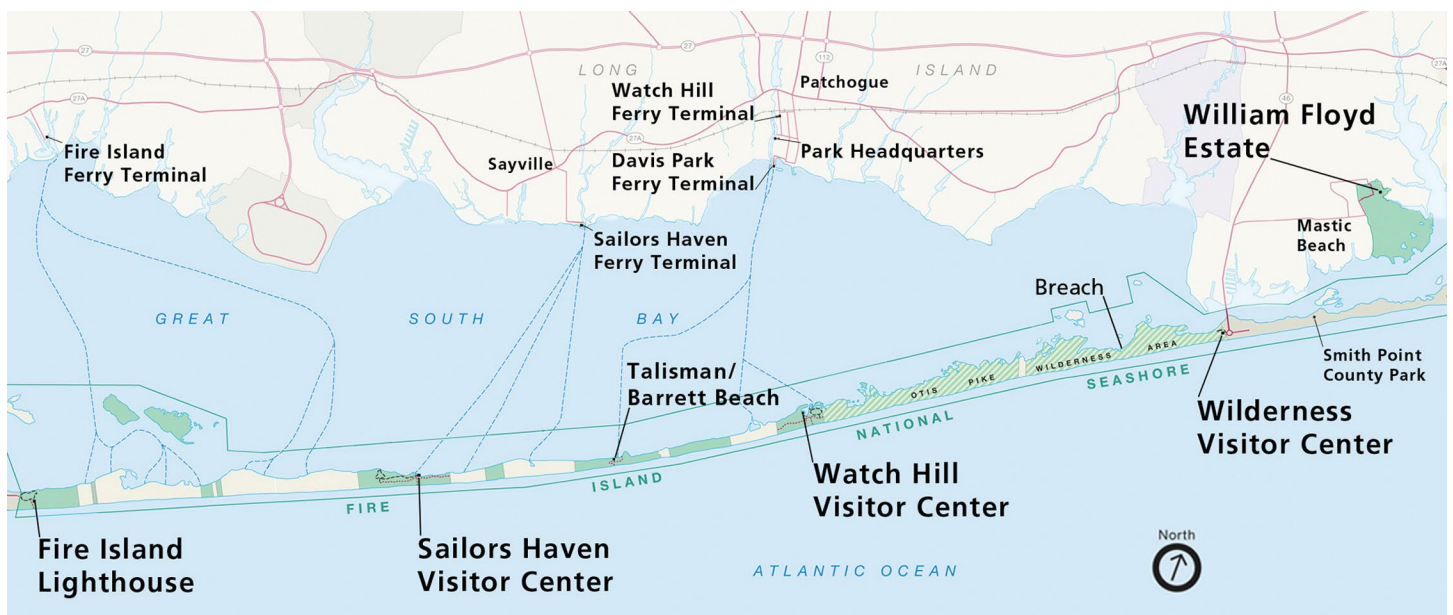 27
27
27A
LONG
ISLAND
112
Patchogue
Watch Hill
Ferry Terminal
27A
46
William Floyd
Estate
27A
Fire Island
Ferry Terminal
Sayville
Davis Park
Ferry Terminal
Park Headquarters
Mastic
Beach
Sailors Haven
Ferry Terminal
Breach
GREAT
SOUTH
BAY
Talisman/
Barrett Beach
OTIS PIKE WILDERNESS AREA
Smith Point
County Park
FIRE ISLAND NATIONAL SEASHORE
Wilderness
Visitor Center
Watch Hill
Visitor Center
Fire Island
Lighthouse
Sailors Haven
Visitor Center
ATLANTIC OCEAN
North